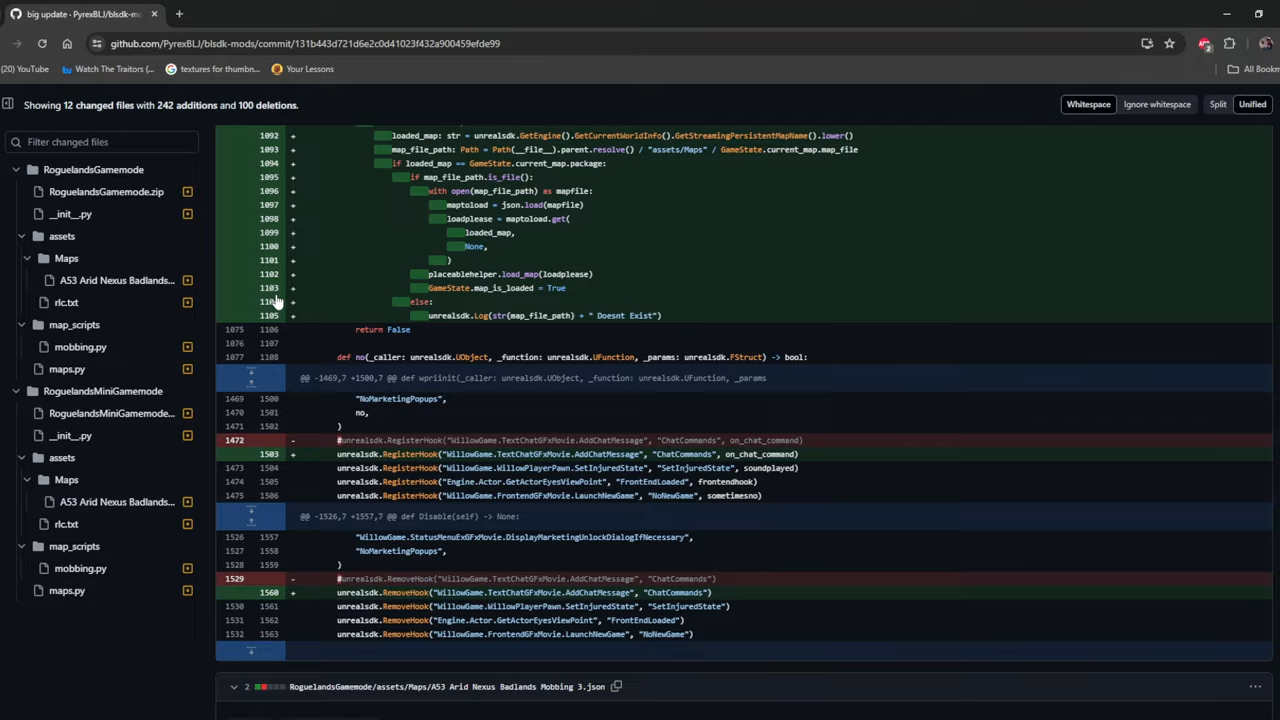 big update · PyrexBLJ/blsdk-mo
github.com/PyrexBLJ/blsdk-mods/commit/131b443d721d6e2c0d41023f432a900459efde99
2
(20) YouTube
Watch The Traitors (...
textures for thumbn...
Your Lessons
All Bookm
Showing 12 changed files with 242 additions and 100 deletions.
Whitespace
Ignore whitespace
Split
Unified
Filter changed files
RoguelandsGamemode
RoguelandsGamemode.zip
__init__.py
assets
Maps
A53 Arid Nexus Badlands...
rlc.txt
map_scripts
mobbing.py
maps.py
RoguelandsMiniGamemode
RoguelandsMiniGamemode...
__init__.py
assets
Maps
A53 Arid Nexus Badlands...
rlc.txt
map_scripts
mobbing.py
maps.py
1092 + loaded_map: str = unrealsdk.GetEngine().GetCurrentWorldInfo().GetStreamingPersistentMapName().lower()
1093 + map_file_path: Path = Path(__file__).parent.resolve() / "assets/Maps" / GameState.current_map.map_file
1094 + if loaded_map == GameState.current_map.package:
1095 + if map_file_path.is_file():
1096 + with open(map_file_path) as mapfile:
1097 + maptoload = json.load(mapfile)
1098 + loadplease = maptoload.get(
1099 + loaded_map,
1100 + None,
1101 + )
1102 + placeablehelper.load_map(loadplease)
1103 + GameState.map_is_loaded = True
+ else:
1105 + unrealsdk.Log(str(map_file_path) + " Doesnt Exist")
1075 1106 return False
1076 1107
1077 1108 def no(_caller: unrealsdk.UObject, _function: unrealsdk.UFunction, _params: unrealsdk.FStruct) -> bool:
@@ -1469,7 +1500,7 @@ def wpriinit(_caller: unrealsdk.UObject, _function: unrealsdk.UFunction, _params
1469 1500 "NoMarketingPopups",
1470 1501 no,
1471 1502 )
1472 - #unrealsdk.RegisterHook("WillowGame.TextChatGFxMovie.AddChatMessage", "ChatCommands", on_chat_command)
1503 + unrealsdk.RegisterHook("WillowGame.TextChatGFxMovie.AddChatMessage", "ChatCommands", on_chat_command)
1473 1504 unrealsdk.RegisterHook("WillowGame.WillowPlayerPawn.SetInjuredState", "SetInjuredState", soundplayed)
1474 1505 unrealsdk.RegisterHook("Engine.Actor.GetActorEyesViewPoint", "FrontEndLoaded", frontendhook)
1475 1506 unrealsdk.RegisterHook("WillowGame.FrontendGFxMovie.LaunchNewGame", "NoNewGame", sometimesno)
@@ -1526,7 +1557,7 @@ def Disable(self) -> None:
1526 1557 "WillowGame.StatusMenuExGFxMovie.DisplayMarketingUnlockDialogIfNecessary",
1527 1558 "NoMarketingPopups",
1528 1559 )
1529 - #unrealsdk.RemoveHook("WillowGame.TextChatGFxMovie.AddChatMessage", "ChatCommands")
1560 + unrealsdk.RemoveHook("WillowGame.TextChatGFxMovie.AddChatMessage", "ChatCommands")
1530 1561 unrealsdk.RemoveHook("WillowGame.WillowPlayerPawn.SetInjuredState", "SetInjuredState")
1531 1562 unrealsdk.RemoveHook("Engine.Actor.GetActorEyesViewPoint", "FrontEndLoaded")
1532 1563 unrealsdk.RemoveHook("WillowGame.FrontendGFxMovie.LaunchNewGame", "NoNewGame")
2 RoguelandsGamemode/assets/Maps/A53 Arid Nexus Badlands Mobbing 3.json